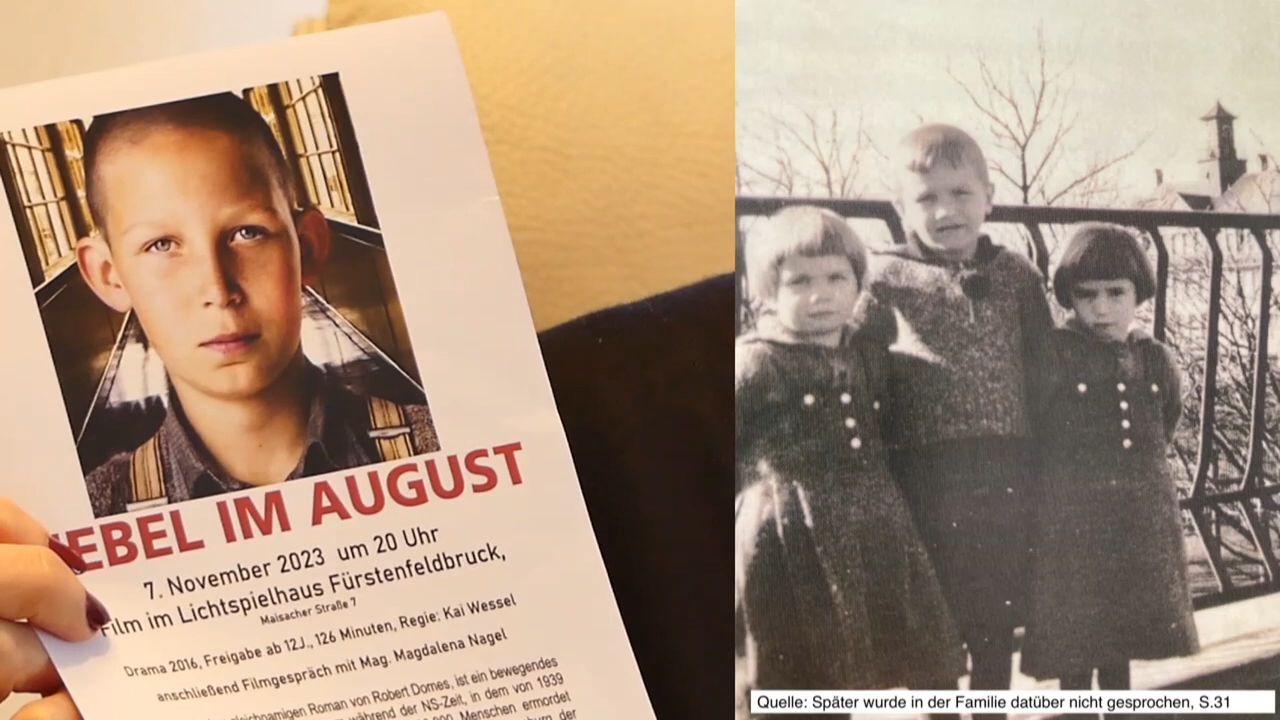 EBEL IM AUGUST
7. November 2023 um 20 Uhr
Film im Lichtspielhaus Fürstenfeldbruck,
Maisacher Straße 7
Drama 2016, Freigabe ab 12J., 126 Minuten, Regie: Kai Wessel
anschließend Filmgespräch mit Mag. Magdalena Nagel
gleichnamigen Roman von Robert Domes, ist ein bewegendes
während der NS-Zeit, in dem von 1939
Menschen ermordet
der
Quelle: Später wurde in der Familie datüber nicht gesprochen, S.31